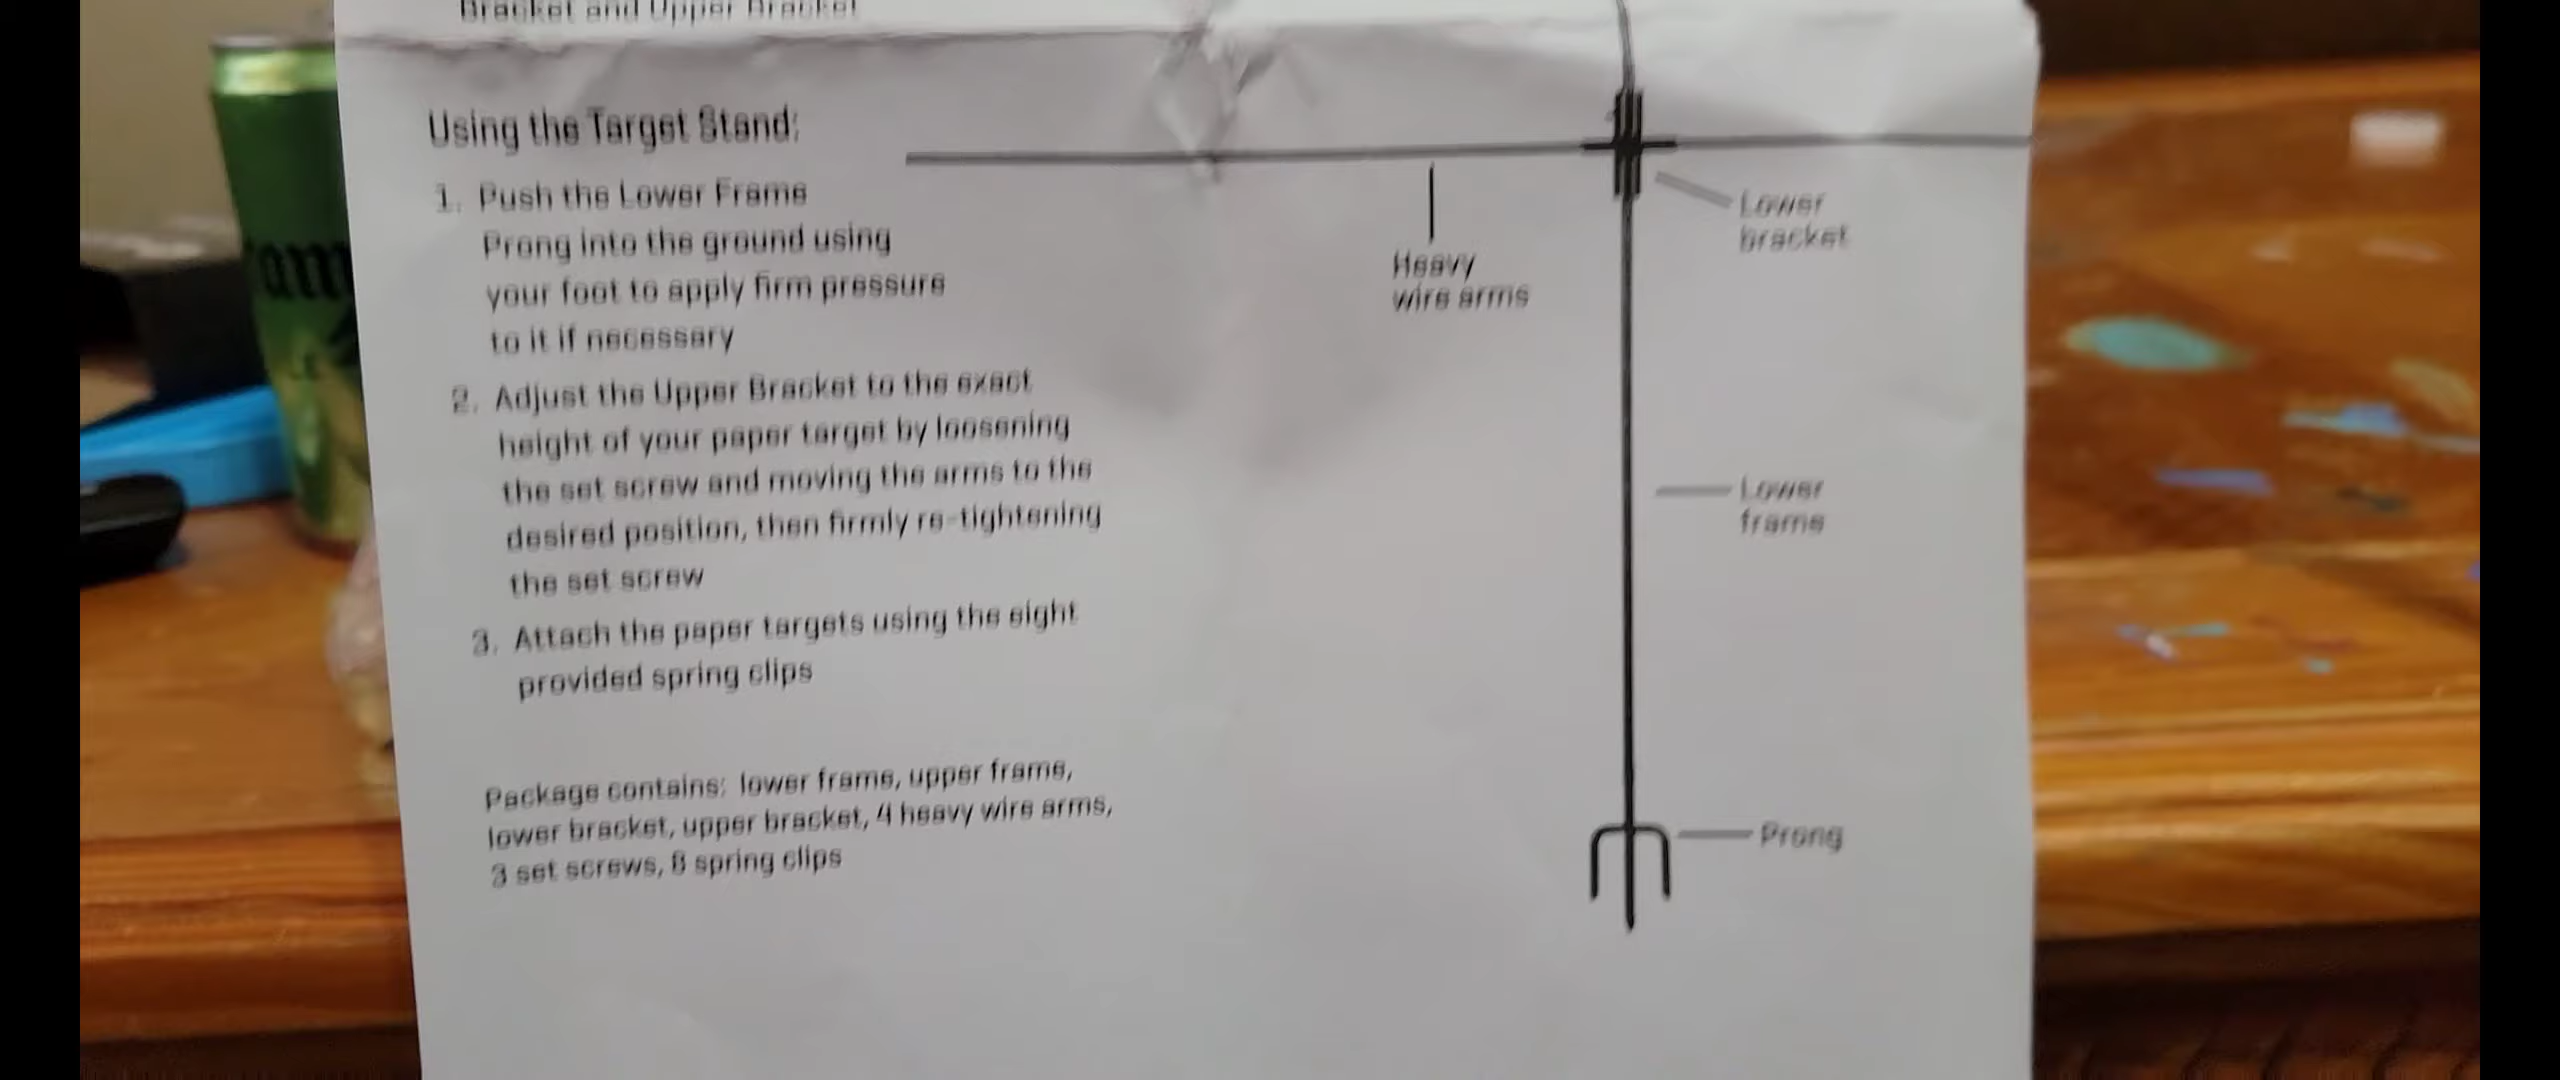 Bracket and Upper Bracket
Using the Target Stand:
1. Push the Lower Frame
Prong into the ground using
your foot to apply firm pressure
to it if necessary
2. Adjust the Upper Bracket to the exact
height of your paper target by loosening
the set screw and moving the arms to the
desired position, then firmly re-tightening
the set screw
3. Attach the paper targets using the eight
provided spring clips
Package contains: lower frame, upper frame,
lower bracket, upper bracket, 4 heavy wire arms,
3 set screws, 8 spring clips
Heavy
wire arms
Lower
bracket
Lower
frame
Prong